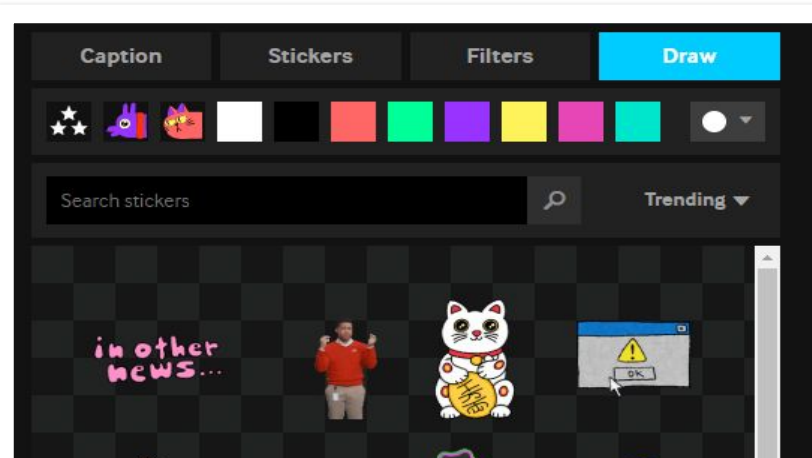 Caption Stickers Filters Draw
Search stickers Trending
in other
news...
OK